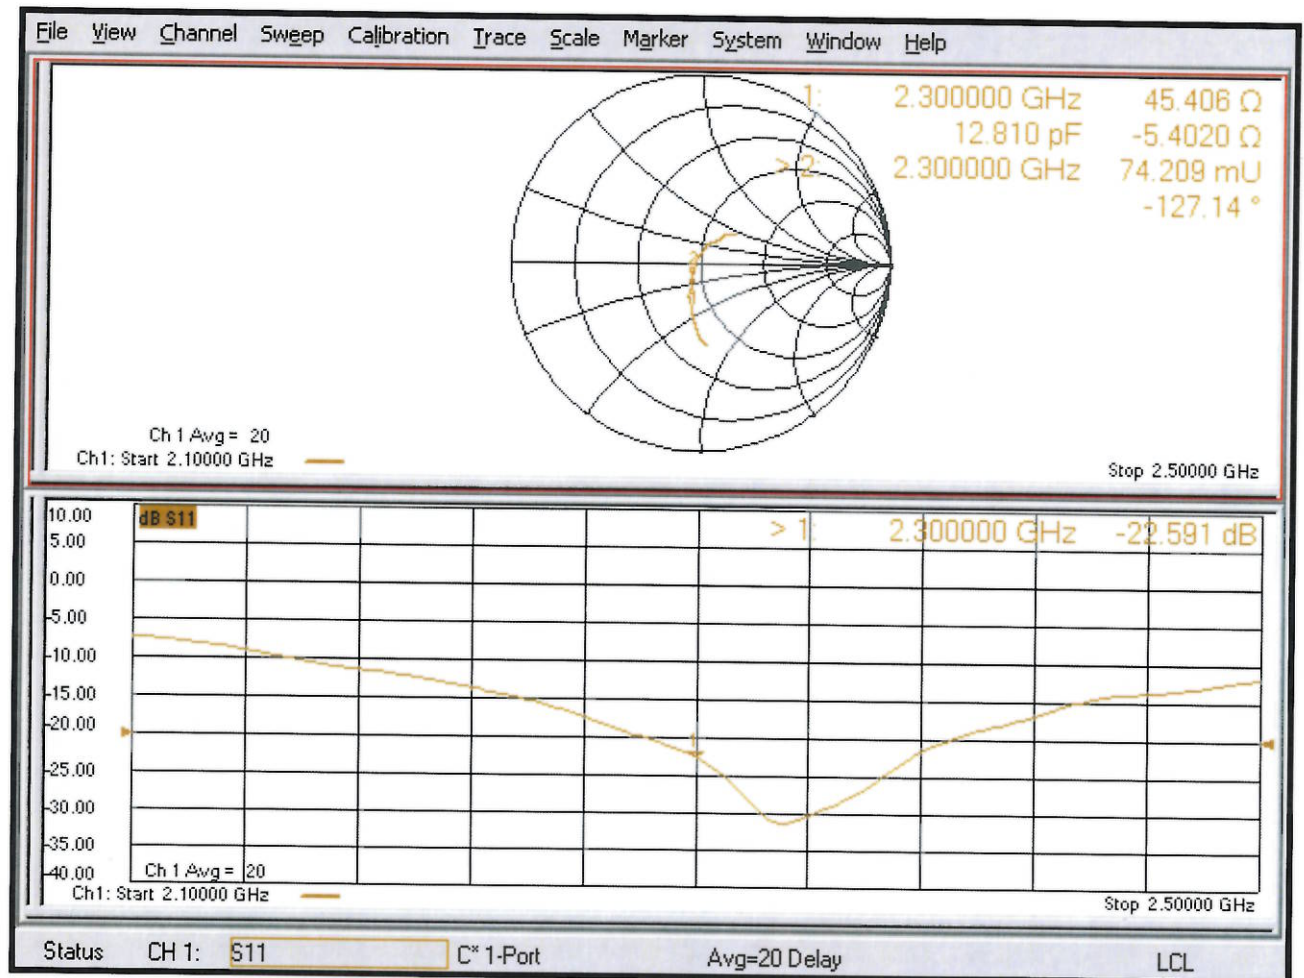 File View Channel Sweep Calibration Trace Scale Marker System Window Help
1: 2.300000 GHz 45.406 Ω
12.810 pF -5.4020 Ω
> 2: 2.300000 GHz 74.209 mU
-127.14 °
2
1
Ch 1 Avg = 20
Ch1: Start 2.10000 GHz
Stop 2.50000 GHz
10.00
dB S11
> 1: 2.300000 GHz -22.591 dB
5.00
0.00
-5.00
-10.00
-15.00
-20.00
1
-25.00
-30.00
-35.00
-40.00
Ch 1 Avg = 20
Ch1: Start 2.10000 GHz
Stop 2.50000 GHz
Status CH 1: S11 C* 1-Port Avg=20 Delay LCL